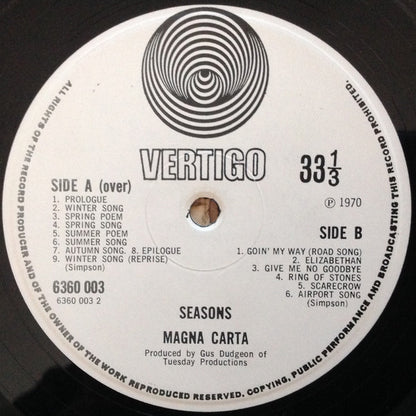 VERTIGO
33 1/3
SIDE A (over)
1. PROLOGUE
2. WINTER SONG
3. SPRING POEM
4. SPRING SONG
5. SUMMER POEM
6. SUMMER SONG
7. AUTUMN SONG. 8. EPILOGUE
9. WINTER SONG (REPRISE)
(Simpson)
6360 003
6360 003 2
℗ 1970
SIDE B
1. GOIN' MY WAY (ROAD SONG)
2. ELIZABETHAN
3. GIVE ME NO GOODBYE
4. RING OF STONES
5. SCARECROW
6. AIRPORT SONG
(Simpson)
SEASONS
MAGNA CARTA
Produced by Gus Dudgeon of
Tuesday Productions
ALL RIGHTS OF THE RECORD PRODUCER AND OF THE OWNER OF THE WORK REPRODUCED RESERVED. COPYING, PUBLIC PERFORMANCE AND BROADCASTING THIS RECORD PROHIBITED.